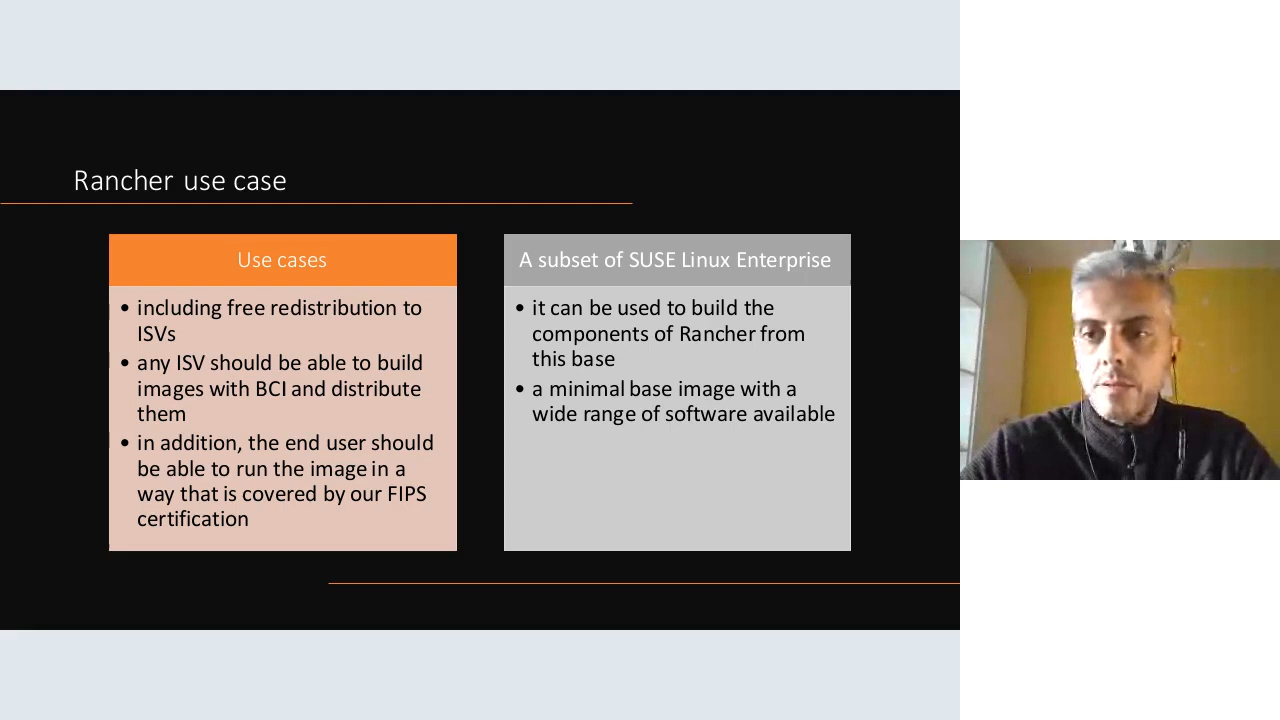 Rancher use case
Use cases
• including free redistribution to
ISVs
• any ISV should be able to build
images with BCI and distribute
them
• in addition, the end user should
be able to run the image in a
way that is covered by our FIPS
certification
A subset of SUSE Linux Enterprise
• it can be used to build the
components of Rancher from
this base
• a minimal base image with a
wide range of software available